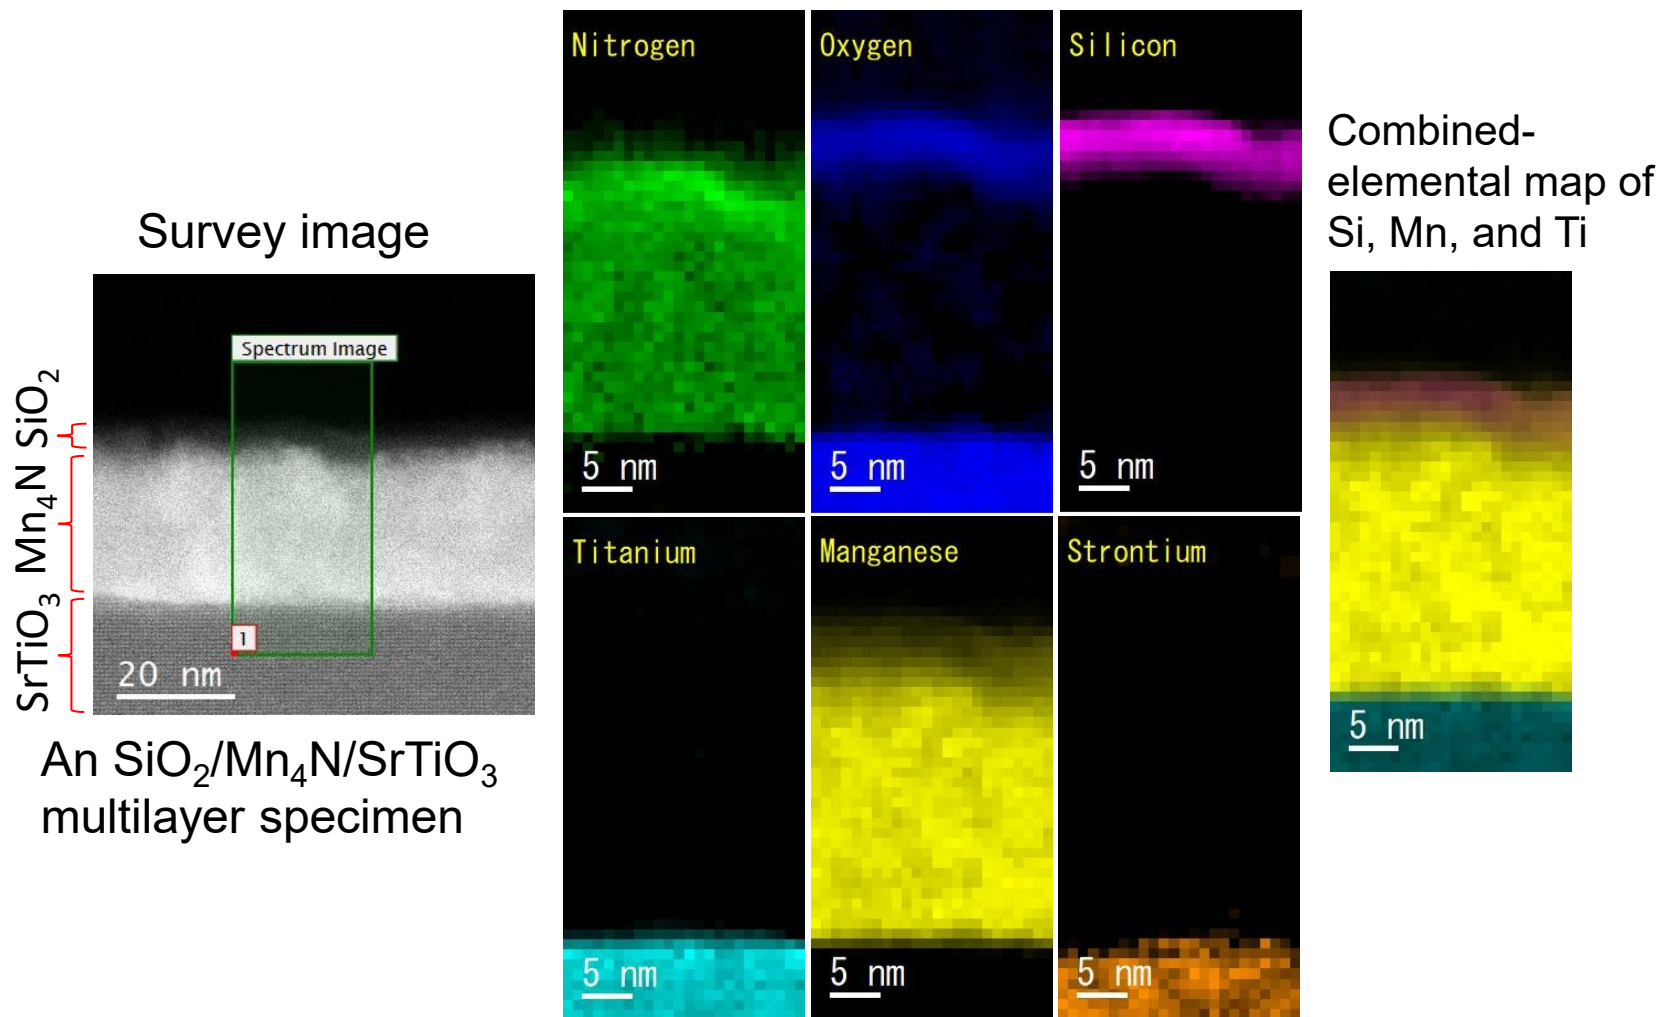 Survey image
Spectrum Image
1
20 nm
SiO₂
Mn₄N
SrTiO₃
An SiO₂/Mn₄N/SrTiO₃
multilayer specimen
Nitrogen
5 nm
Oxygen
5 nm
Silicon
5 nm
Titanium
5 nm
Manganese
5 nm
Strontium
5 nm
Combined-
elemental map of
Si, Mn, and Ti
5 nm